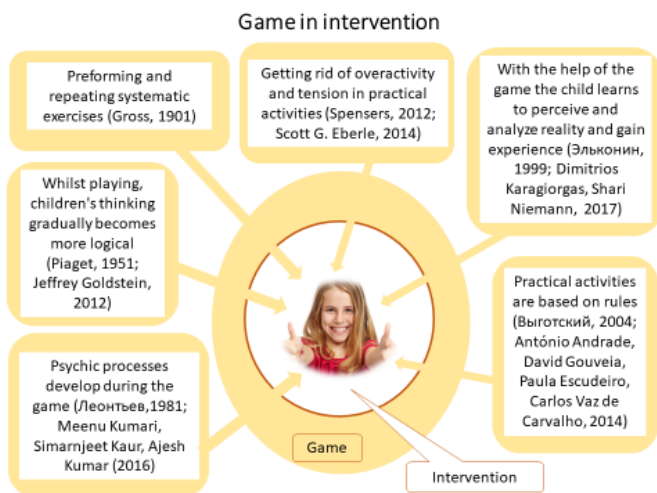 Game in intervention
Preforming and
repeating systematic
exercises (Gross, 1901)
Getting rid of overactivity
and tension in practical
activities (Spensers, 2012;
Scott G. Eberle, 2014)
With the help of the
game the child learns
to perceive and
analyze reality and gain
experience (Эльконин,
1999; Dimitrios
Karagiorgas, Shari
Niemann, 2017)
Whilst playing,
children's thinking
gradually becomes
more logical
(Piaget, 1951;
Jeffrey Goldstein,
2012)
Practical activities
are based on rules
(Выготский, 2004;
António Andrade,
David Gouveia,
Paula Escudeiro,
Carlos Vaz de
Carvalho, 2014)
Psychic processes
develop during the
game (Леонтьев,1981;
Meenu Kumari,
Simarnjeet Kaur, Ajesh
Kumar (2016)
Game
Intervention